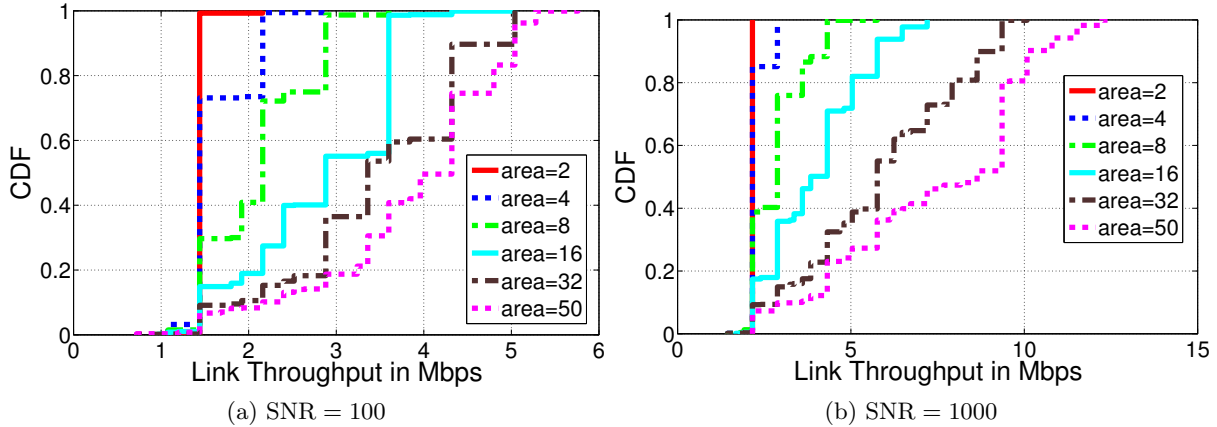 1
0.8
0.6
0.4
0.2
0
CDF
0 1 2 3 4 5 6
Link Throughput in Mbps
area=2
area=4
area=8
area=16
area=32
area=50
(a) SNR = 100
1
0.8
0.6
0.4
0.2
0
CDF
0 5 10 15
Link Throughput in Mbps
area=2
area=4
area=8
area=16
area=32
area=50
(b) SNR = 1000